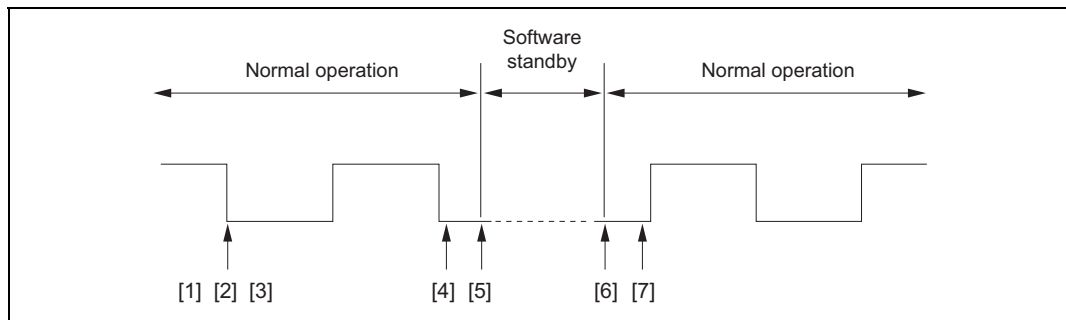 Software
standby
Normal operation
Normal operation
[1] [2] [3] [4] [5] [6] [7]